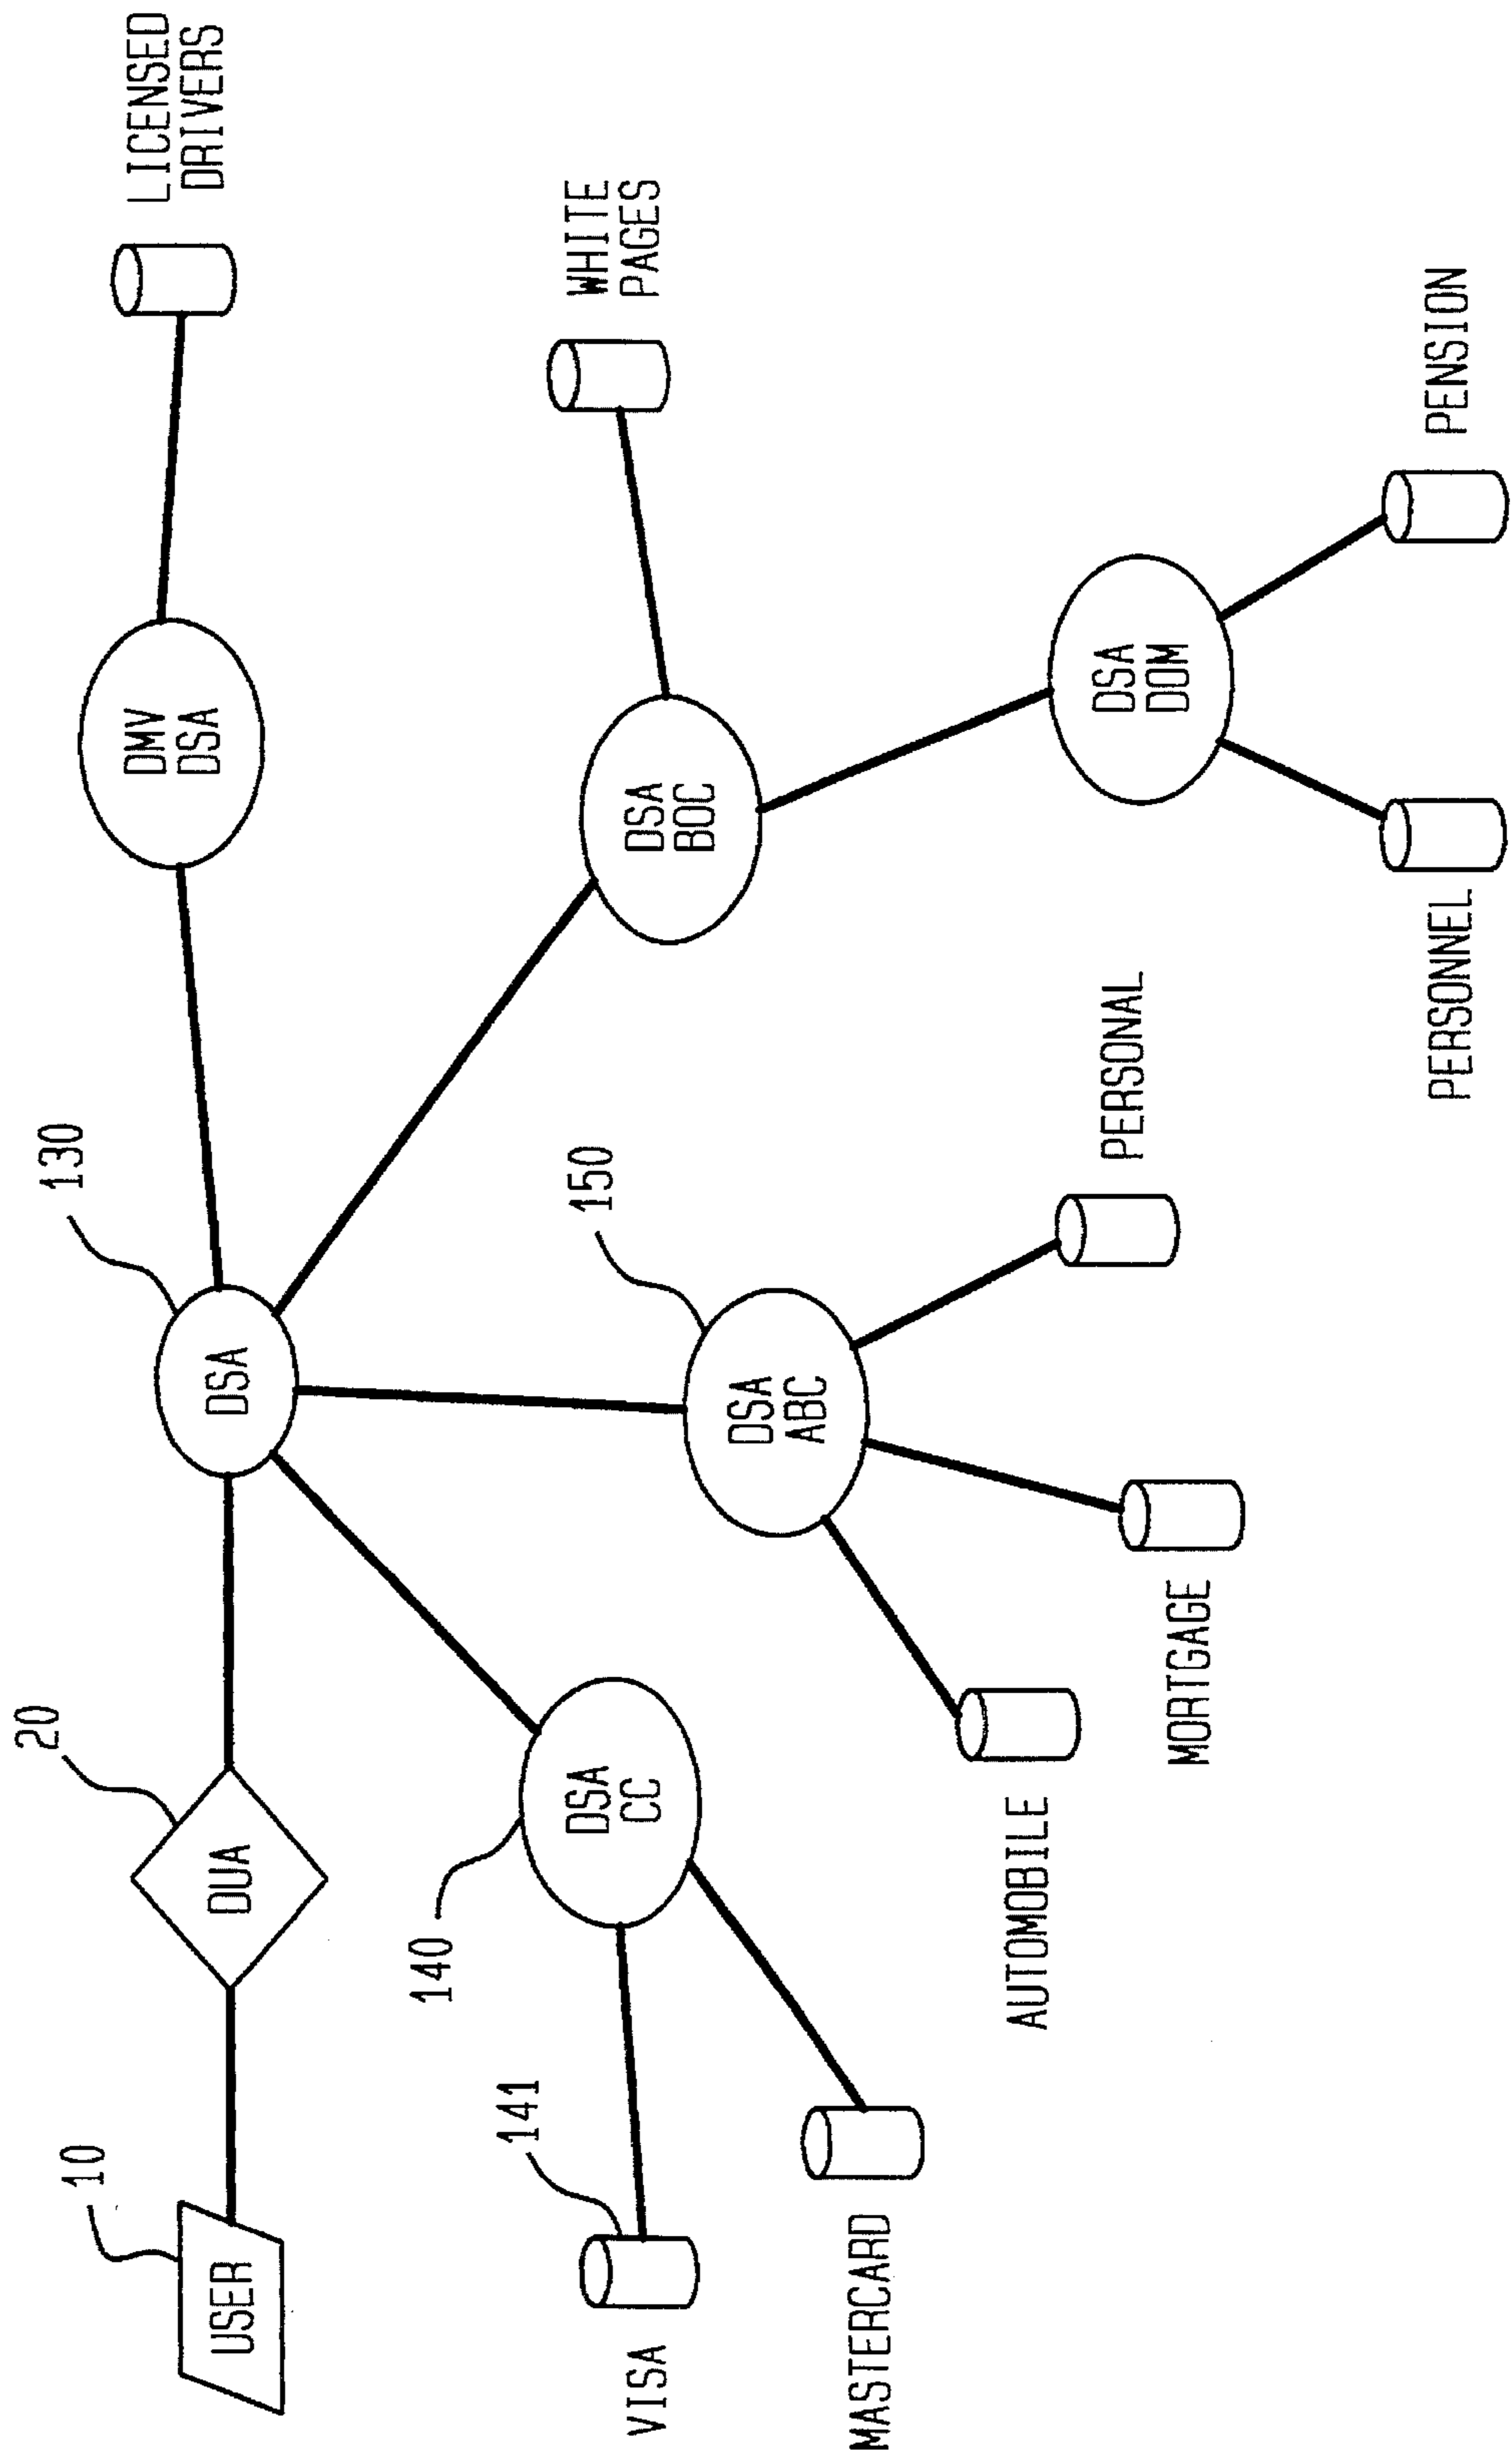 10
USER
20
DUA
130
DSA
DMV
DSA
LICENSED
DRIVERS
141
VISA
140
DSA
CC
MASTERCARD
150
DSA
ABC
AUTOMOBILE
MORTGAGE
PERSONAL
DSA
BOC
WHITE
PAGES
DSA
DOM
PERSONNEL
PENSION